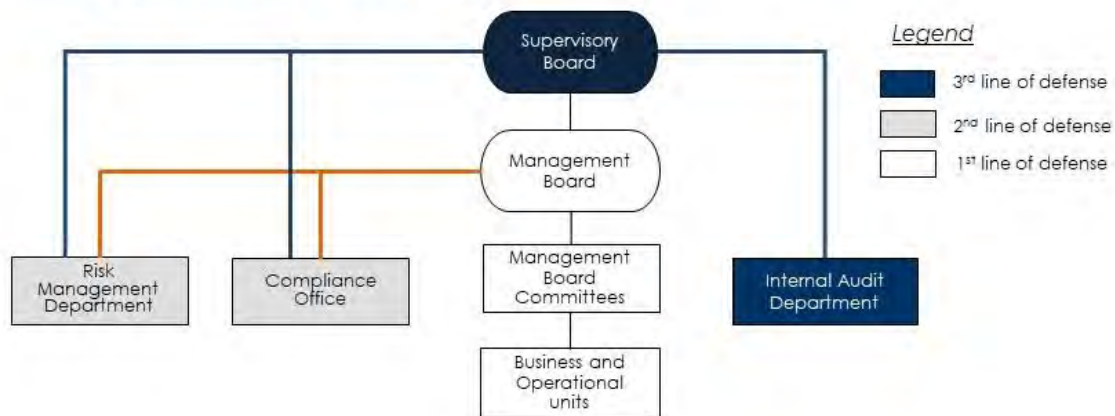 Supervisory
Board
Legend
3rd line of defense
2nd line of defense
1st line of defense
Management
Board
Risk
Management
Department
Compliance
Office
Management
Board
Committees
Internal Audit
Department
Business and
Operational
units